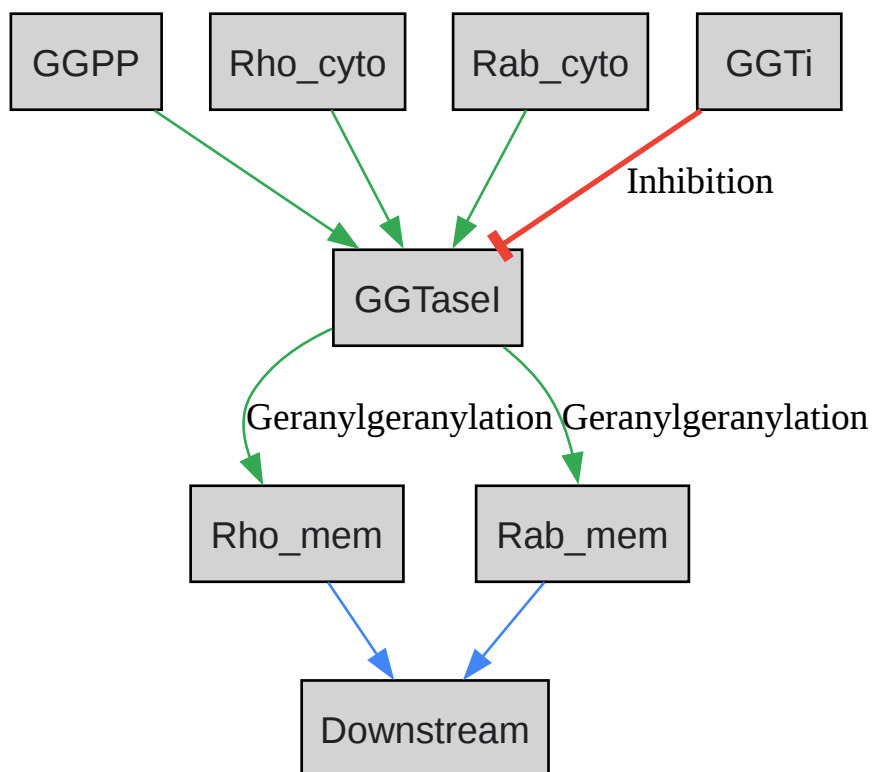 GGPP
Rho_cyto
Rab_cyto
GGTi
Inhibition
GGTaseI
Geranylgeranylation
Geranylgeranylation
Rho_mem
Rab_mem
Downstream